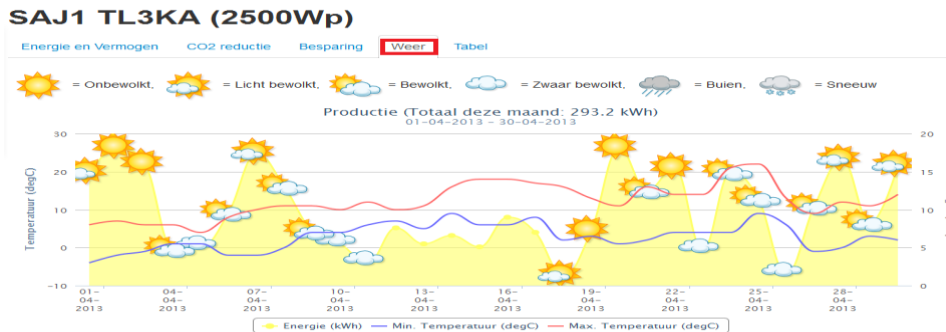 SAJ1 TL3KA (2500Wp)
Energie en Vermogen CO2 reductie Besparing Weer Tabel
= Onbewolkt, = Licht bewolkt, = Bewolkt, = Zwaar bewolkt, = Buien, = Sneeuw
Productie (Totaal deze maand: 293.2 kWh)
01-04-2013 - 30-04-2013
Temperatuur (degC)
30
20
10
0
-10
20
15
10
5
0
01-04-2013
04-04-2013
07-04-2013
10-04-2013
13-04-2013
16-04-2013
19-04-2013
22-04-2013
25-04-2013
28-04-2013
Energie (kWh) Min. Temperatuur (degC) Max. Temperatuur (degC)